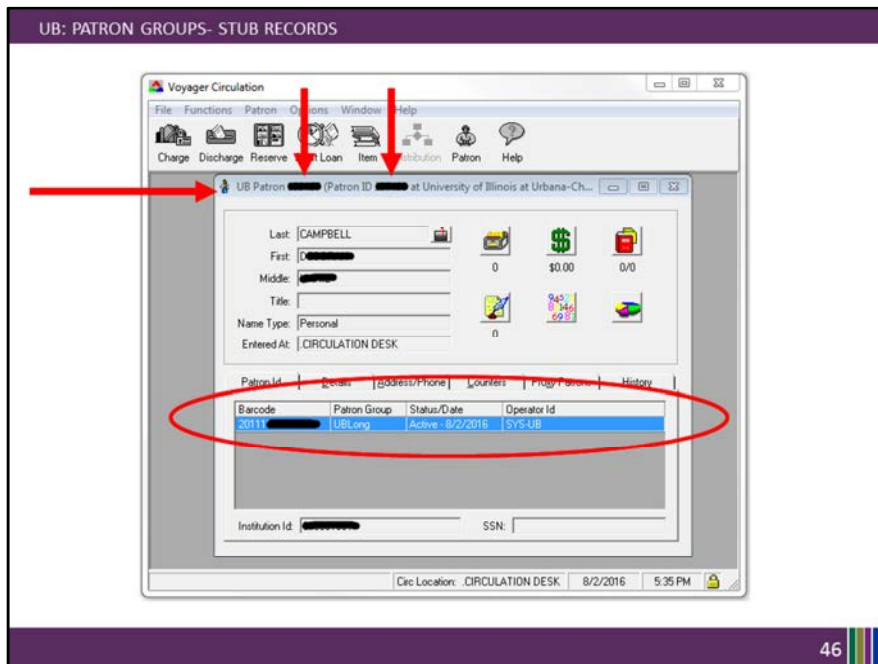 UB: PATRON GROUPS- STUB RECORDS
Voyager Circulation
File Functions Patron Options Window Help
Charge Discharge Reserve Loan Item Distribution Patron Help
UB Patron (Patron ID at University of Illinois at Urbana-Ch...
Last: CAMPBELL
First: D
Middle:
Title:
Name Type: Personal
Entered At: .CIRCULATION DESK
0 $0.00 0/0
0
Patron Id Details Address/Phone Counters Proxy Patrons History
Barcode Patron Group Status/Date Operator Id
20111 UBLong Active - 8/2/2016 SYS-UB
Institution Id: SSN:
Circ Location: .CIRCULATION DESK 8/2/2016 5:35 PM
46